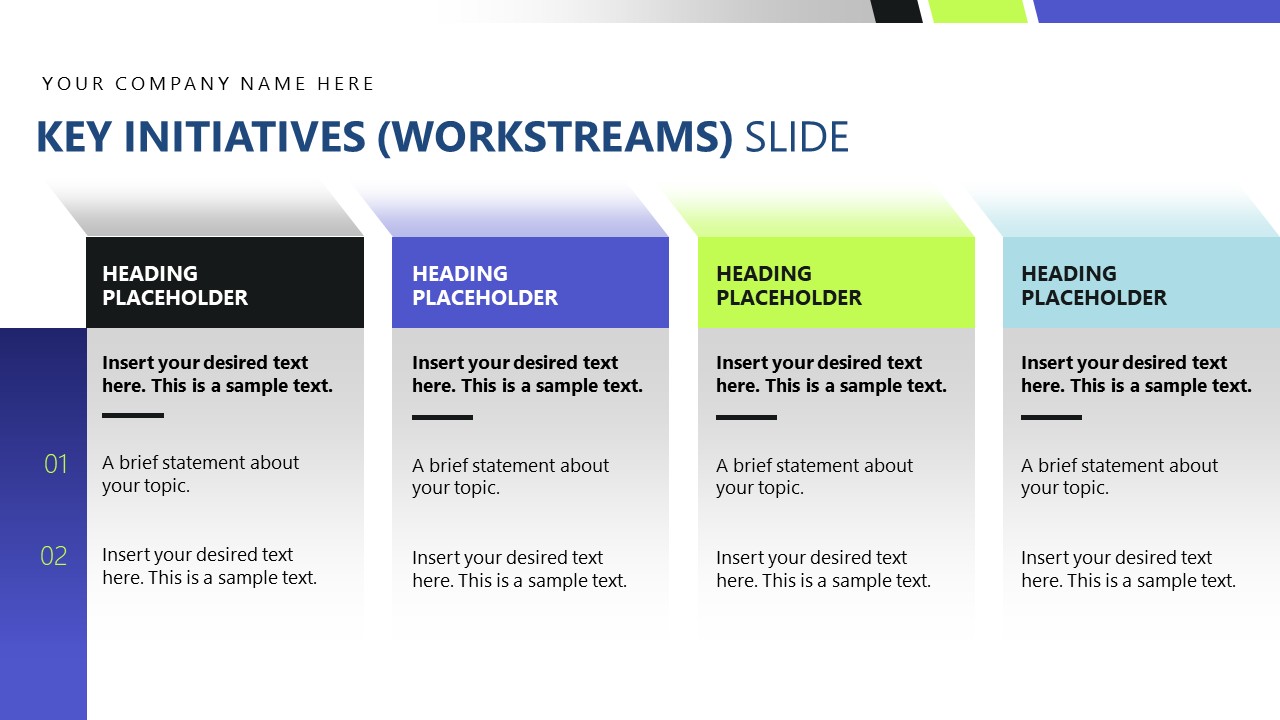 YOUR COMPANY NAME HERE
KEY INITIATIVES (WORKSTREAMS) SLIDE
HEADING
PLACEHOLDER
HEADING
PLACEHOLDER
HEADING
PLACEHOLDER
HEADING
PLACEHOLDER
Insert your desired text
here. This is a sample text.
Insert your desired text
here. This is a sample text.
Insert your desired text
here. This is a sample text.
Insert your desired text
here. This is a sample text.
01
A brief statement about
your topic.
A brief statement about
your topic.
A brief statement about
your topic.
A brief statement about
your topic.
02
Insert your desired text
here. This is a sample text.
Insert your desired text
here. This is a sample text.
Insert your desired text
here. This is a sample text.
Insert your desired text
here. This is a sample text.